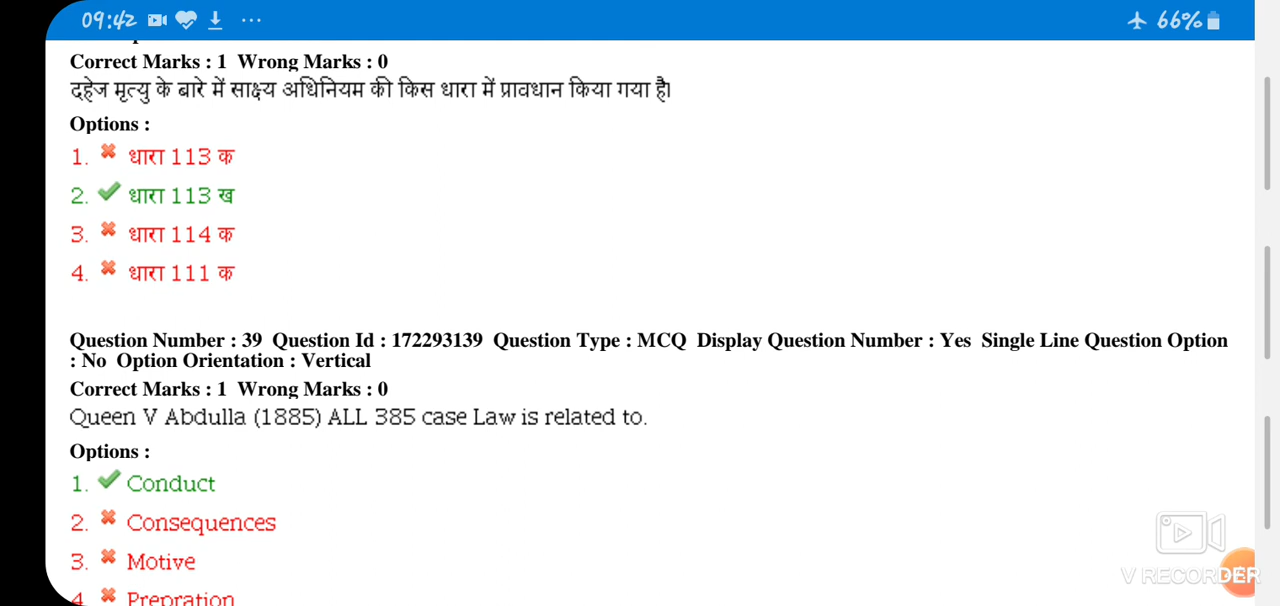 09:42 ... 66%
Correct Marks : 1 Wrong Marks : 0
दहेज मृत्यु के बारे में साक्ष्य अधिनियम की किस धारा में प्रावधान किया गया है।
Options :
1. धारा 113 क
2. धारा 113 ख
3. धारा 114 क
4. धारा 111 क
Question Number : 39 Question Id : 172293139 Question Type : MCQ Display Question Number : Yes Single Line Question Option
: No Option Orientation : Vertical
Correct Marks : 1 Wrong Marks : 0
Queen V Abdulla (1885) ALL 385 case Law is related to.
Options :
1. Conduct
2. Consequences
3. Motive
4. Prepration
V RECORDER